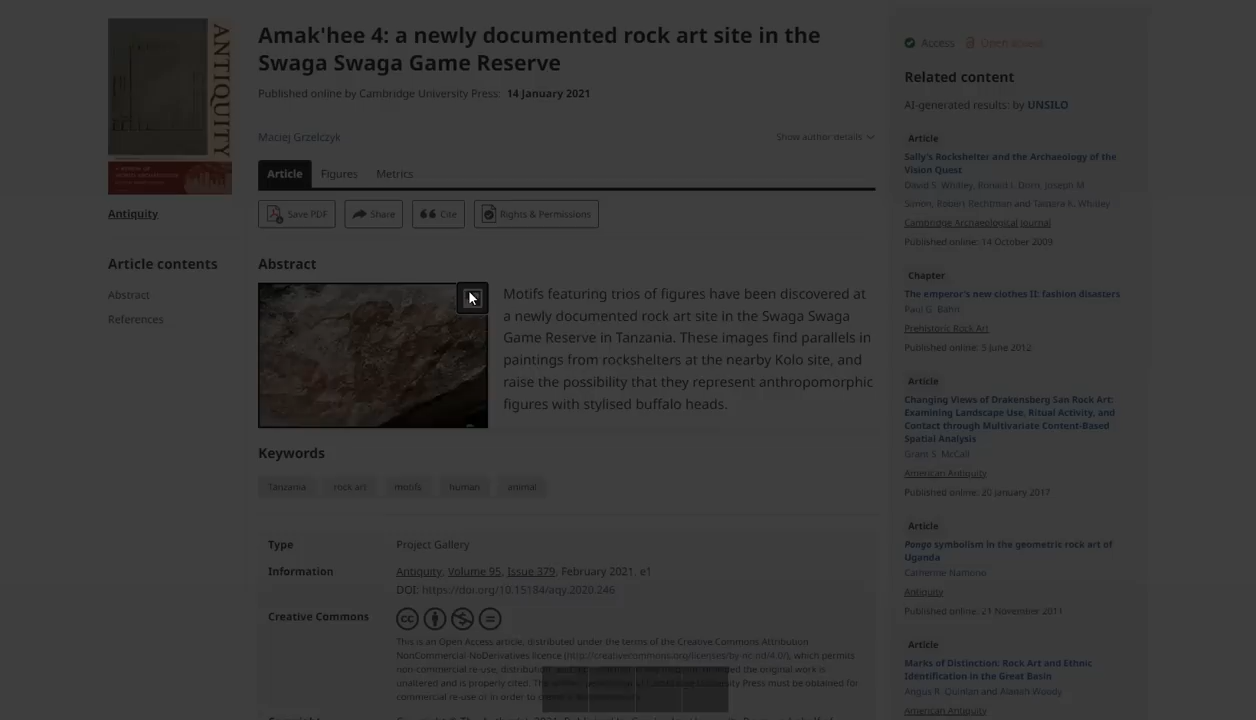 ANTIQUITY
Amak'hee 4: a newly documented rock art site in the
Swaga Swaga Game Reserve
Published online by Cambridge University Press: 14 January 2021
Maciej Grzelczyk
Show author details
Article Figures Metrics
Save PDF Share Cite Rights & Permissions
Antiquity
Article contents
Abstract
References
Abstract
Motifs featuring trios of figures have been discovered at
a newly documented rock art site in the Swaga Swaga
Game Reserve in Tanzania. These images find parallels in
paintings from rockshelters at the nearby Kolo site, and
raise the possibility that they represent anthropomorphic
figures with stylised buffalo heads.
Keywords
Tanzania rock art motifs human animal
Type Project Gallery
Information Antiquity, Volume 95, Issue 379, February 2021, e1
DOI: https://doi.org/10.15184/aqy.2020.246
Creative Commons
This is an Open Access article, distributed under the terms of the Creative Commons Attribution
NonCommercial-NoDerivatives licence (http://creativecommons.org/licenses/by-nc-nd/4.0/), which permits
non-commercial re-use, the original work is
unaltered and is properly cited. The Press must be obtained for
commercial re-use or in order to
Access Open access
Related content
AI-generated results: by UNSILO
Article
Sally's Rockshelter and the Archaeology of the
Vision Quest
David S. Whitley, Ronald I. Dorn, Joseph M.
Simon, Robert Rechtman and Tamara K. Whitley
Cambridge Archaeological Journal
Published online: 14 October 2009
Chapter
The emperor's new clothes II: fashion disasters
Paul G. Bahn
Prehistoric Rock Art
Published online: 5 June 2012
Article
Changing Views of Drakensberg San Rock Art:
Examining Landscape Use, Ritual Activity, and
Contact through Multivariate Content-Based
Spatial Analysis
Grant S. McCall
American Antiquity
Published online: 20 January 2017
Article
Pongo symbolism in the geometric rock art of
Uganda
Catherine Namono
Antiquity
Published online: 21 November 2011
Article
Marks of Distinction: Rock Art and Ethnic
Identification in the Great Basin
Angus R. Quinlan and Alanah Woody
American Antiquity